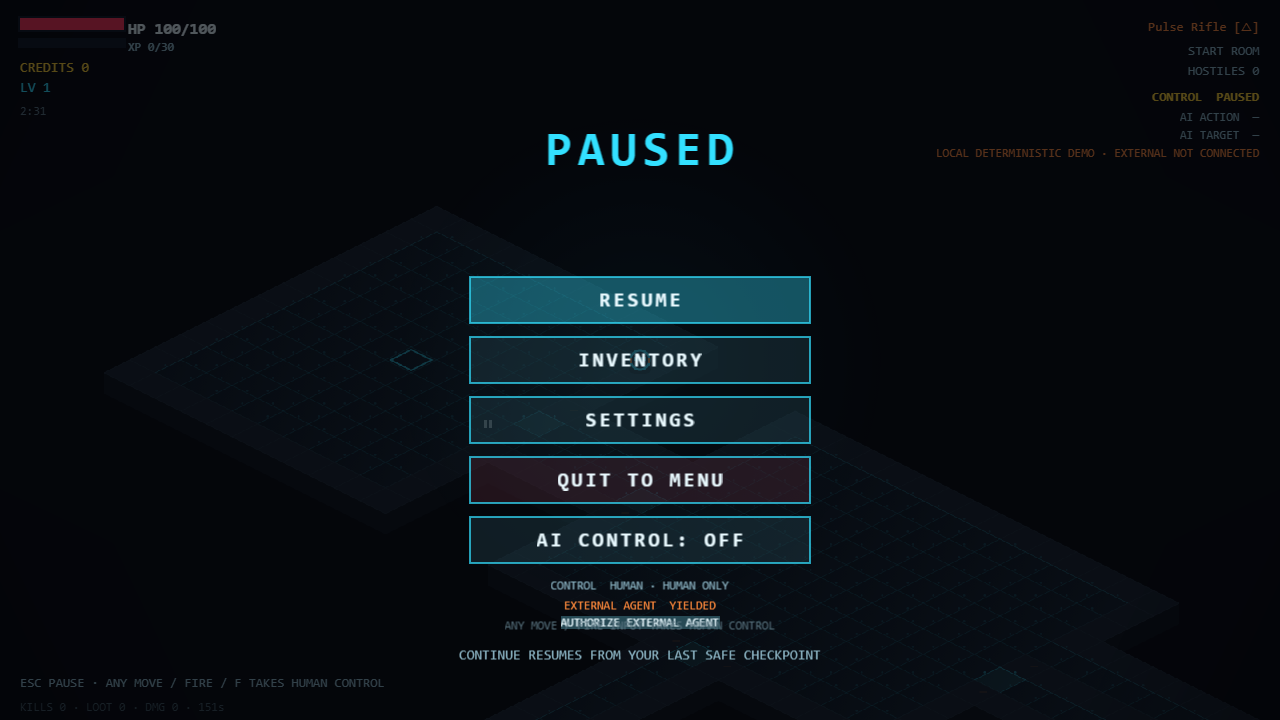 HP 100/100
XP 0/30
CREDITS 0
LV 1
2:31
Pulse Rifle [△]
START ROOM
HOSTILES 0
CONTROL PAUSED
AI ACTION —
AI TARGET —
LOCAL DETERMINISTIC DEMO · EXTERNAL NOT CONNECTED
PAUSED
RESUME
INVENTORY
SETTINGS
QUIT TO MENU
AI CONTROL: OFF
CONTROL HUMAN · HUMAN ONLY
EXTERNAL AGENT YIELDED
AUTHORIZE EXTERNAL AGENT
ANY MOVE CONTROL
CONTINUE RESUMES FROM YOUR LAST SAFE CHECKPOINT
ESC PAUSE · ANY MOVE / FIRE / F TAKES HUMAN CONTROL
KILLS 0 · LOOT 0 · DMG 0 · 151s